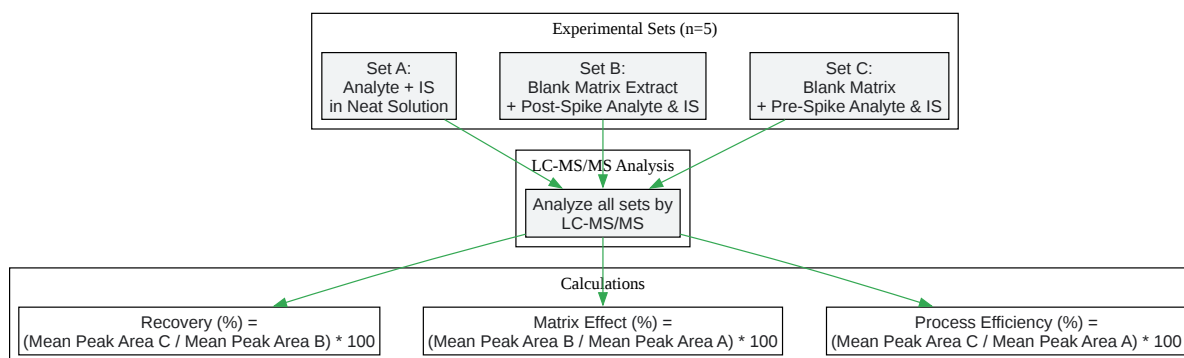 Experimental Sets (n=5)
Set A:
Analyte + IS
in Neat Solution
Set B:
Blank Matrix Extract
+ Post-Spike Analyte & IS
Set C:
Blank Matrix
+ Pre-Spike Analyte & IS
LC-MS/MS Analysis
Analyze all sets by
LC-MS/MS
Calculations
Recovery (%) =
(Mean Peak Area C / Mean Peak Area B) * 100
Matrix Effect (%) =
(Mean Peak Area B / Mean Peak Area A) * 100
Process Efficiency (%) =
(Mean Peak Area C / Mean Peak Area A) * 100